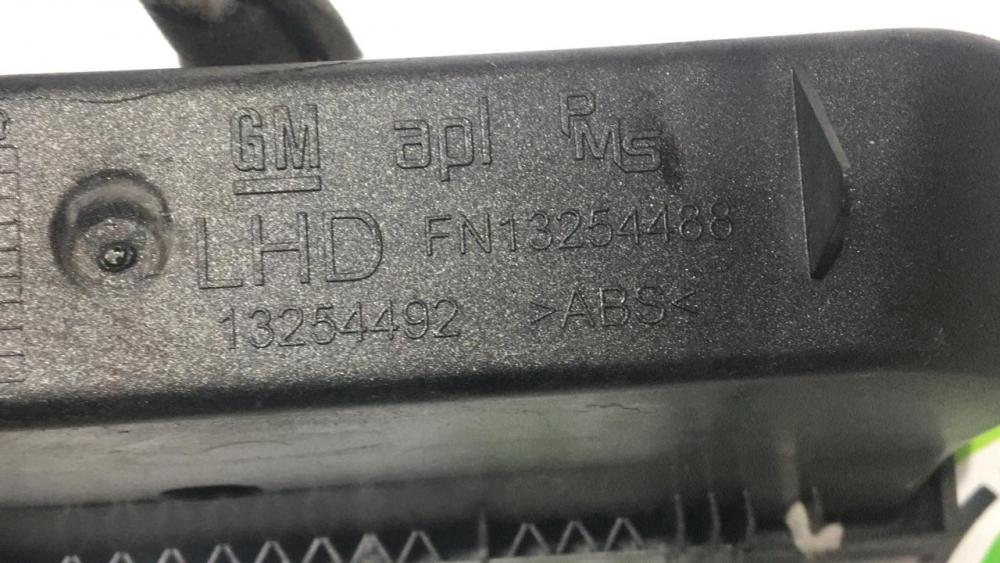 GM apl PMS
LHD FN13254488
13254492 >ABS<